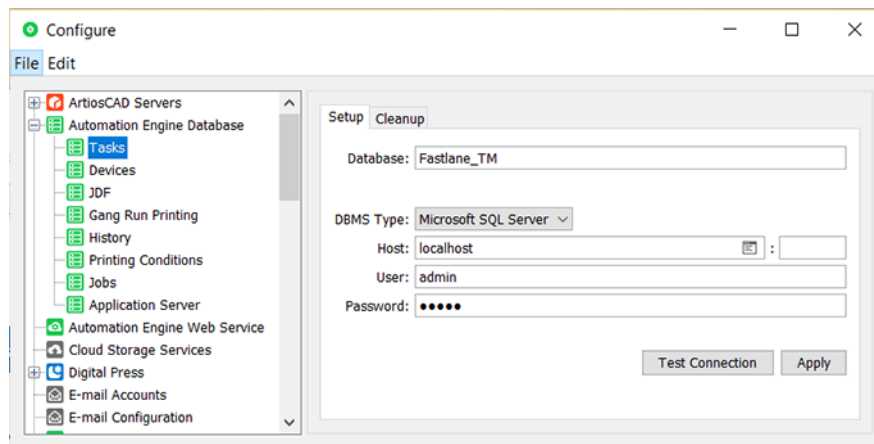 Configure
File Edit
ArtiosCAD Servers
Automation Engine Database
Tasks
Devices
JDF
Gang Run Printing
History
Printing Conditions
Jobs
Application Server
Automation Engine Web Service
Cloud Storage Services
Digital Press
E-mail Accounts
E-mail Configuration
Setup Cleanup
Database: Fastlane_TM
DBMS Type: Microsoft SQL Server
Host: localhost :
User: admin
Password: •••••
Test Connection Apply